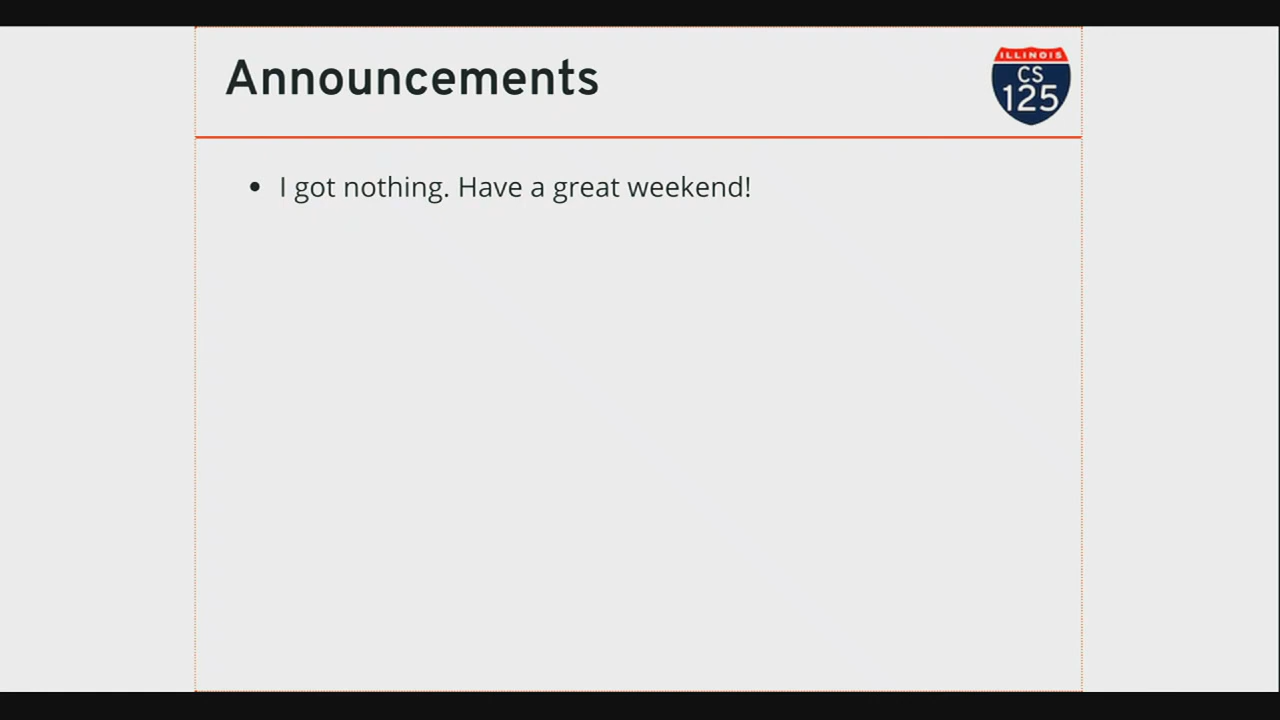 Announcements
ILLINOIS
CS
125
• I got nothing. Have a great weekend!